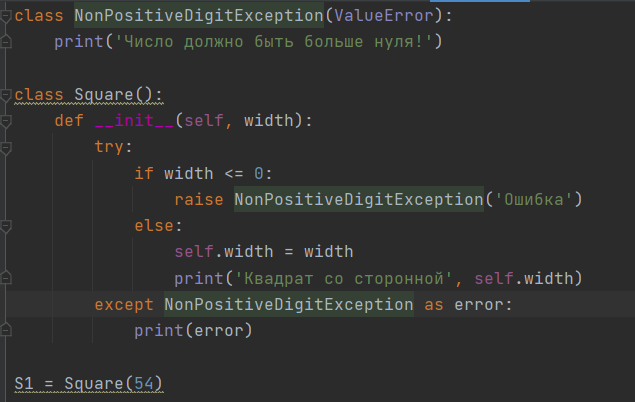 class NonPositiveDigitException(ValueError):
    print('Число должно быть больше нуля!')
class Square():
    def __init__(self, width):
        try:
            if width <= 0:
                raise NonPositiveDigitException('Ошибка')
            else:
                self.width = width
                print('Квадрат со сторонной', self.width)
        except NonPositiveDigitException as error:
            print(error)
S1 = Square(54)